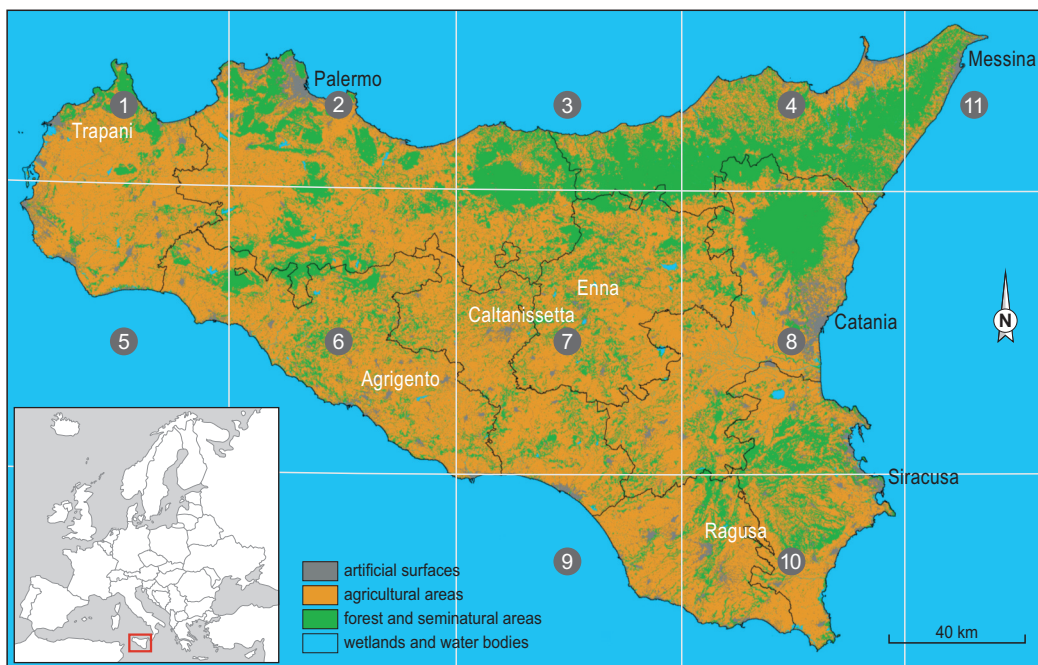 Messina
Palermo
1
2
3
4
11
Trapani
Enna
Caltanissetta
Catania
N
5
6
7
8
Agrigento
Siracusa
Ragusa
9
10
artificial surfaces
agricultural areas
forest and seminatural areas
wetlands and water bodies
40 km